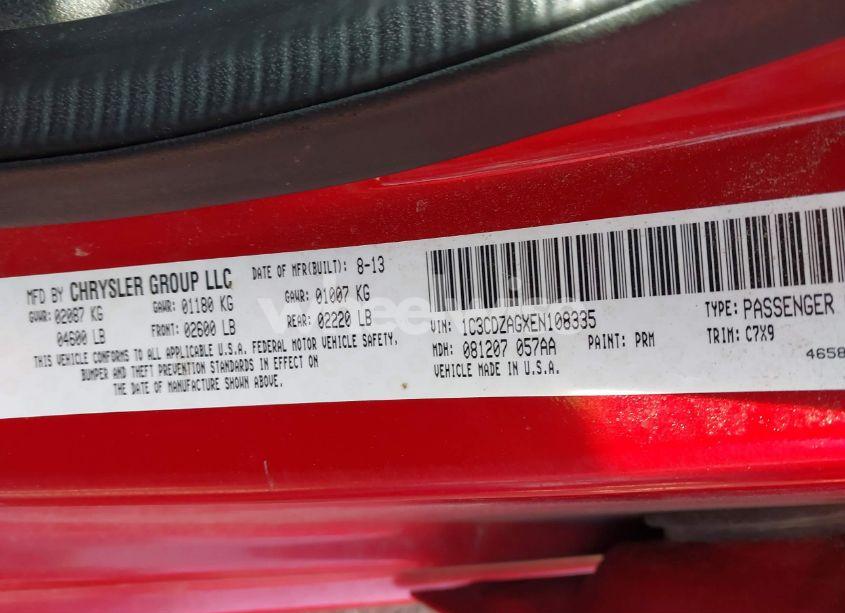 MFD BY CHRYSLER GROUP LLC
DATE OF MFR(BUILT): 8-13
GVWR: 02087 KG
04600 LB
GAWR: 01180 KG
FRONT: 02600 LB
GAWR: 01007 KG
REAR: 02220 LB
THIS VEHICLE CONFORMS TO ALL APPLICABLE U.S.A. FEDERAL MOTOR VEHICLE SAFETY,
BUMPER AND THEFT PREVENTION STANDARDS IN EFFECT ON
THE DATE OF MANUFACTURE SHOWN ABOVE.
VIN: 1C3CDZAGXEN108335
TYPE: PASSENGER
MDH: 081207 057AA
PAINT: PRM
TRIM: C7X9
VEHICLE MADE IN U.S.A.
4658